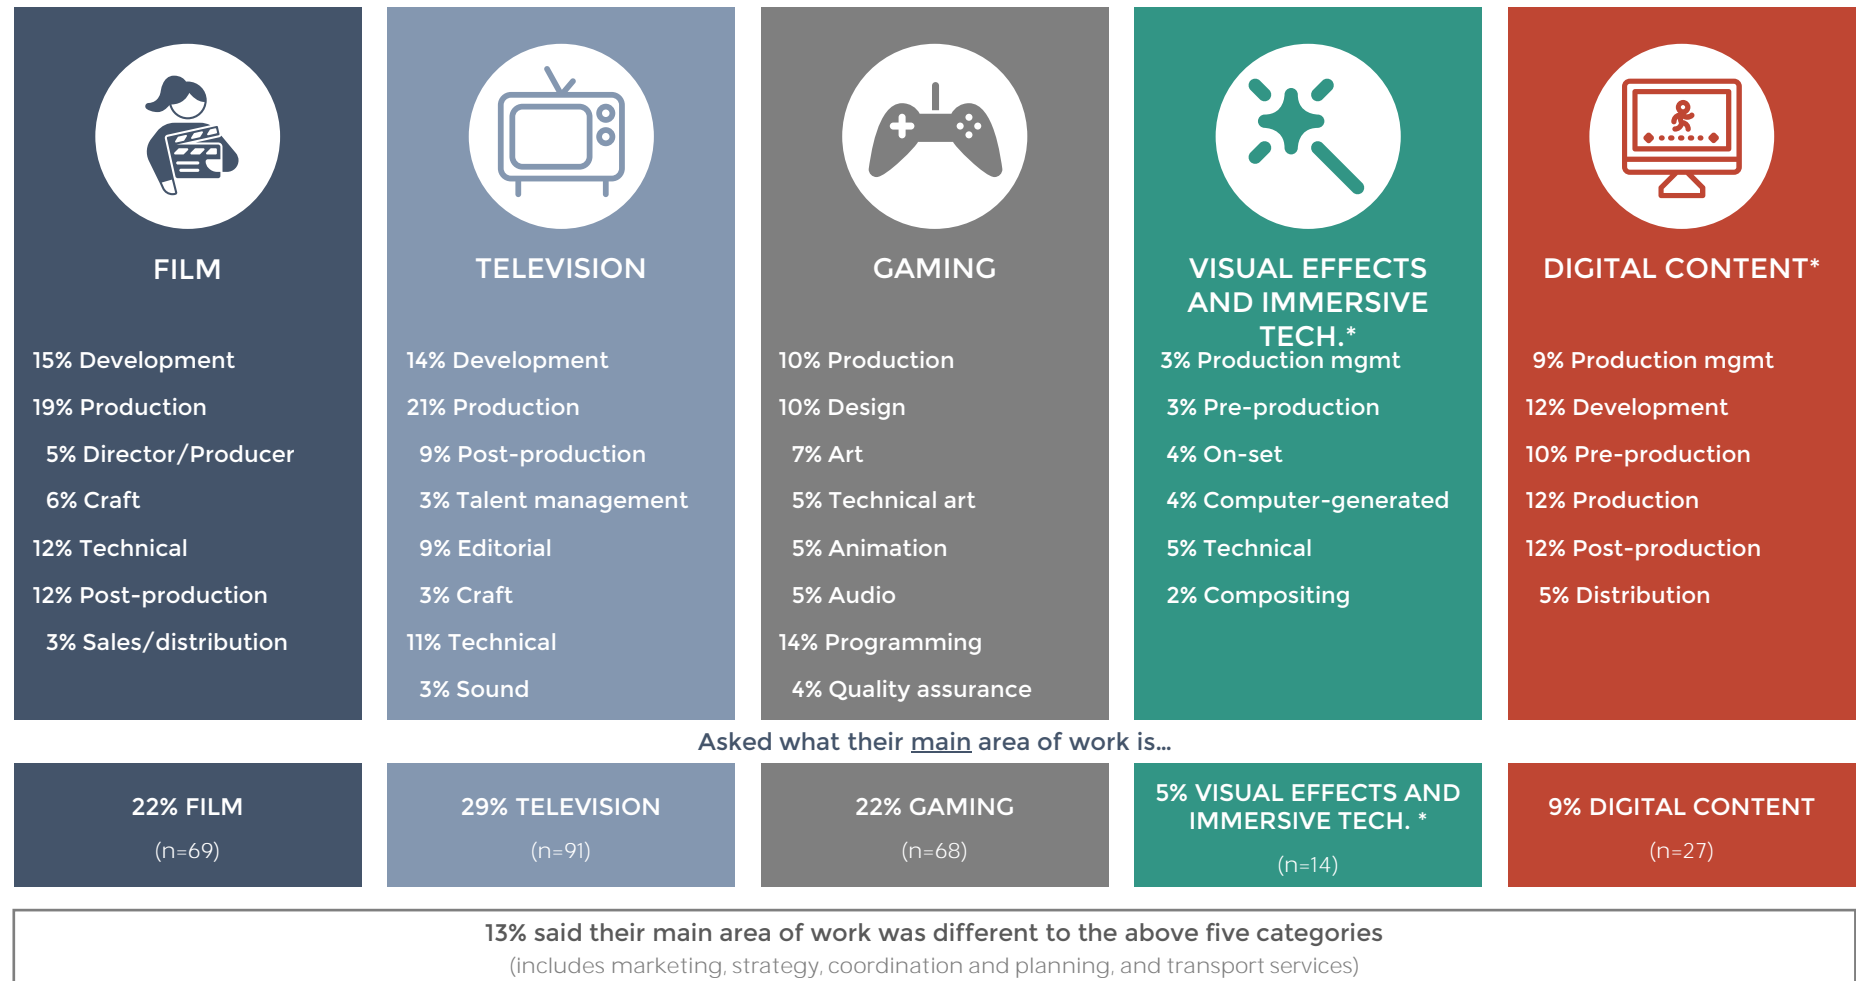 FILM
15% Development
19% Production
5% Director/Producer
6% Craft
12% Technical
12% Post-production
3% Sales/distribution
TELEVISION
14% Development
21% Production
9% Post-production
3% Talent management
9% Editorial
3% Craft
11% Technical
3% Sound
GAMING
10% Production
10% Design
7% Art
5% Technical art
5% Animation
5% Audio
14% Programming
4% Quality assurance
VISUAL EFFECTS
AND IMMERSIVE
TECH.*
3% Production mgmt
3% Pre-production
4% On-set
4% Computer-generated
5% Technical
2% Compositing
DIGITAL CONTENT*
9% Production mgmt
12% Development
10% Pre-production
12% Production
12% Post-production
5% Distribution
Asked what their main area of work is...
22% FILM
(n=69)
29% TELEVISION
(n=91)
22% GAMING
(n=68)
5% VISUAL EFFECTS AND
IMMERSIVE TECH. *
(n=14)
9% DIGITAL CONTENT
(n=27)
13% said their main area of work was different to the above five categories
(includes marketing, strategy, coordination and planning, and transport services)